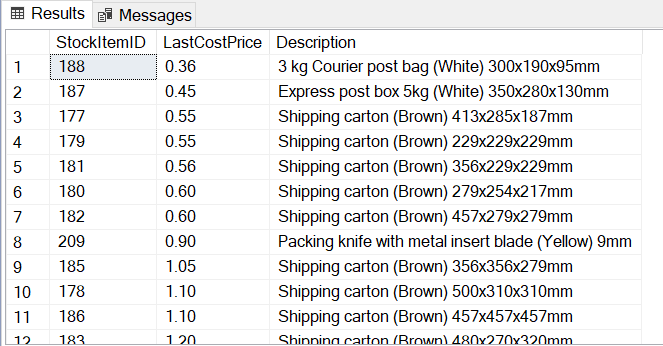 Results Messages
StockItemID LastCostPrice Description
1 188 0.36 3 kg Courier post bag (White) 300x190x95mm
2 187 0.45 Express post box 5kg (White) 350x280x130mm
3 177 0.55 Shipping carton (Brown) 413x285x187mm
4 179 0.55 Shipping carton (Brown) 229x229x229mm
5 181 0.56 Shipping carton (Brown) 356x229x229mm
6 180 0.60 Shipping carton (Brown) 279x254x217mm
7 182 0.60 Shipping carton (Brown) 457x279x279mm
8 209 0.90 Packing knife with metal insert blade (Yellow) 9mm
9 185 1.05 Shipping carton (Brown) 356x356x279mm
10 178 1.10 Shipping carton (Brown) 500x310x310mm
11 186 1.10 Shipping carton (Brown) 457x457x457mm
12 183 1.20 Shipping carton (Brown) 480x270x320mm